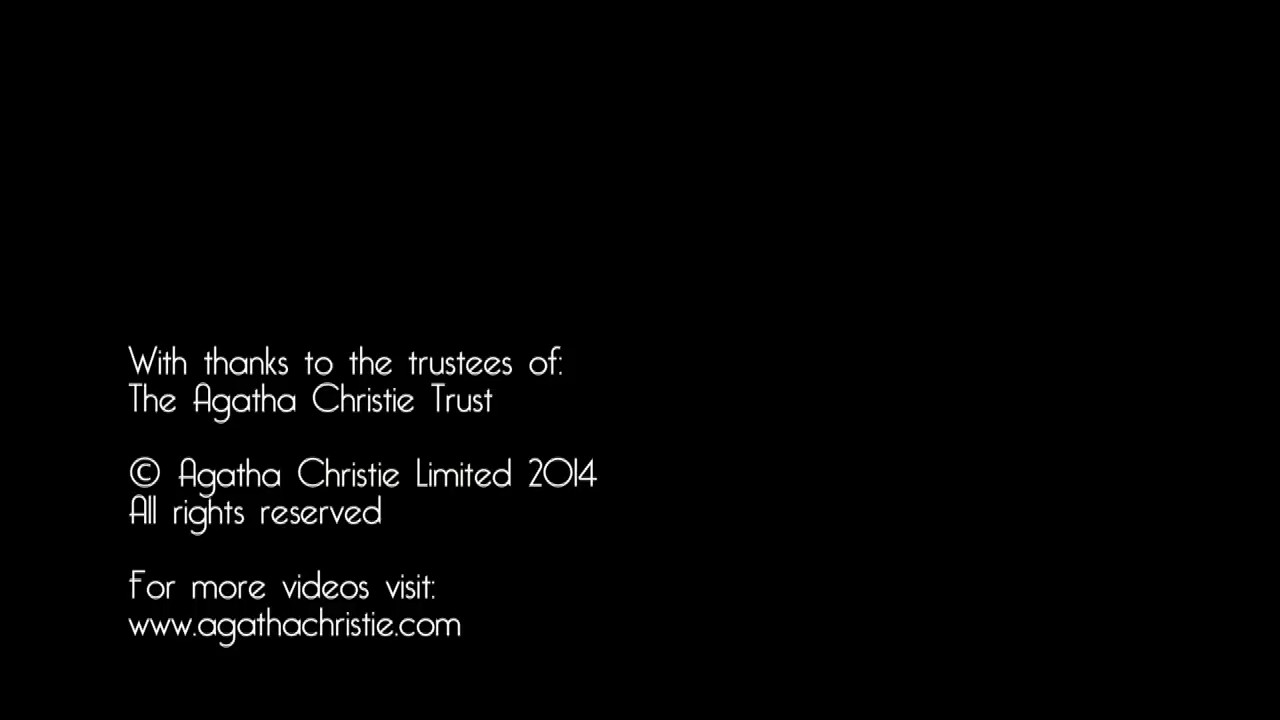 With thanks to the trustees of:
The Agatha Christie Trust
© Agatha Christie Limited 2014
All rights reserved
For more videos visit:
www.agathachristie.com